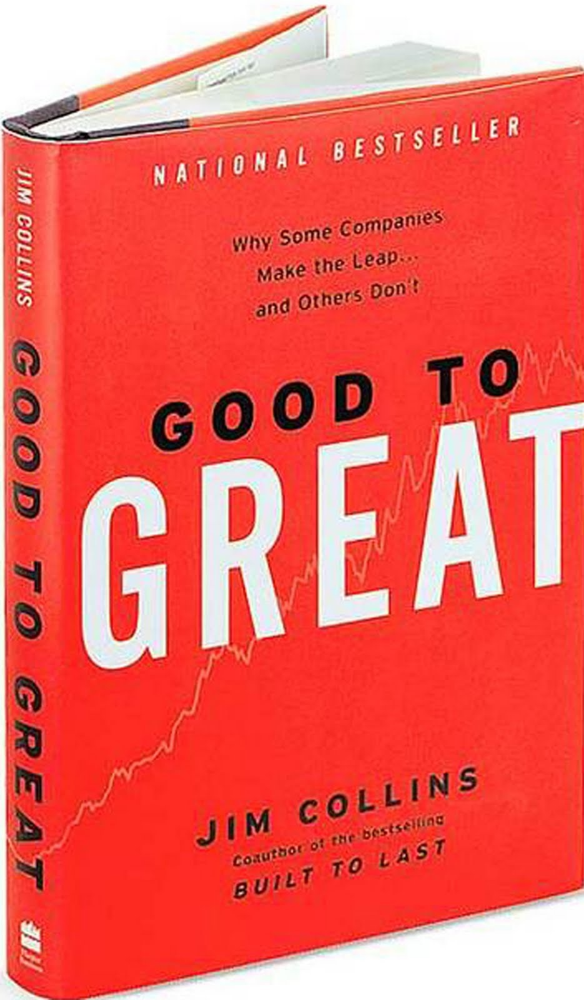 NATIONAL BESTSELLER
Why Some Companies
Make the Leap...
and Others Don't
GOOD TO
GREAT
JIM COLLINS
Coauthor of the bestselling
BUILT TO LAST
JIM COLLINS GOOD TO GREAT